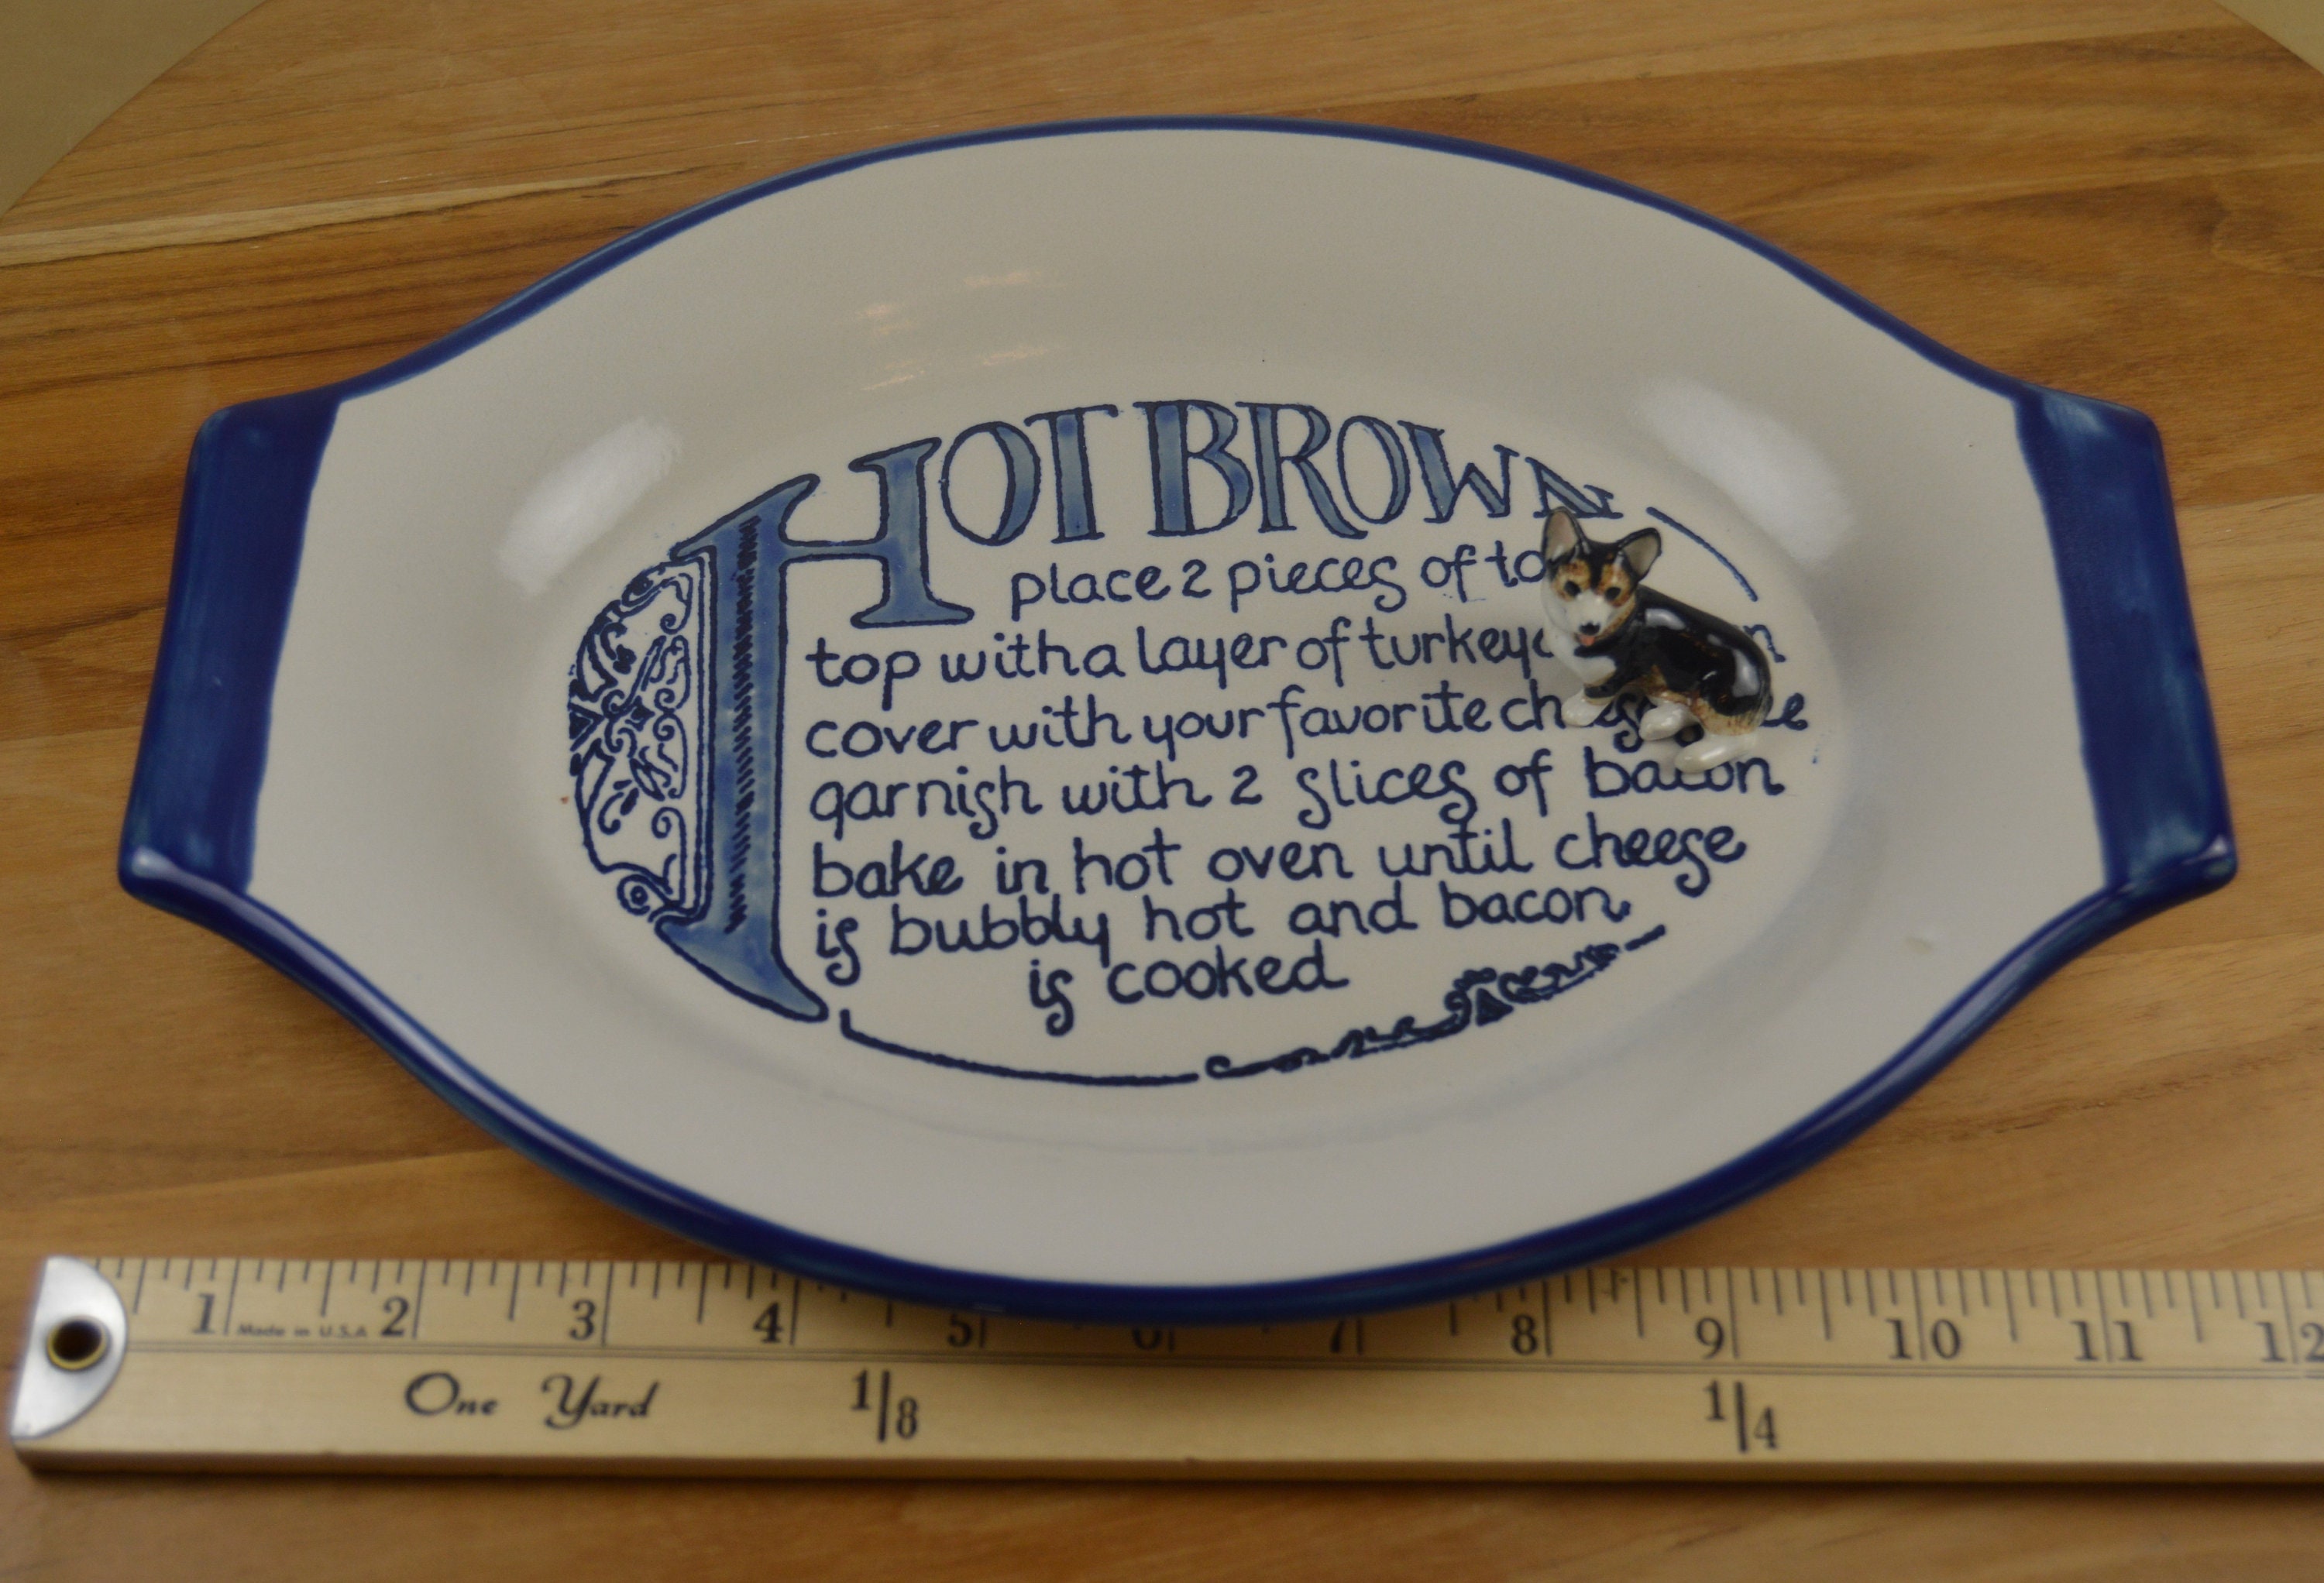 HOT BROWN
place 2 pieces of
top with a layer of turkey
cover with your favorite
garnish with 2 slices of bacon
bake in hot oven until cheese
is bubbly hot and bacon
is cooked
1 2 3 4 5 6 7 8 9 10 11 12
Made in U.S.A
One Yard 1/8 1/4